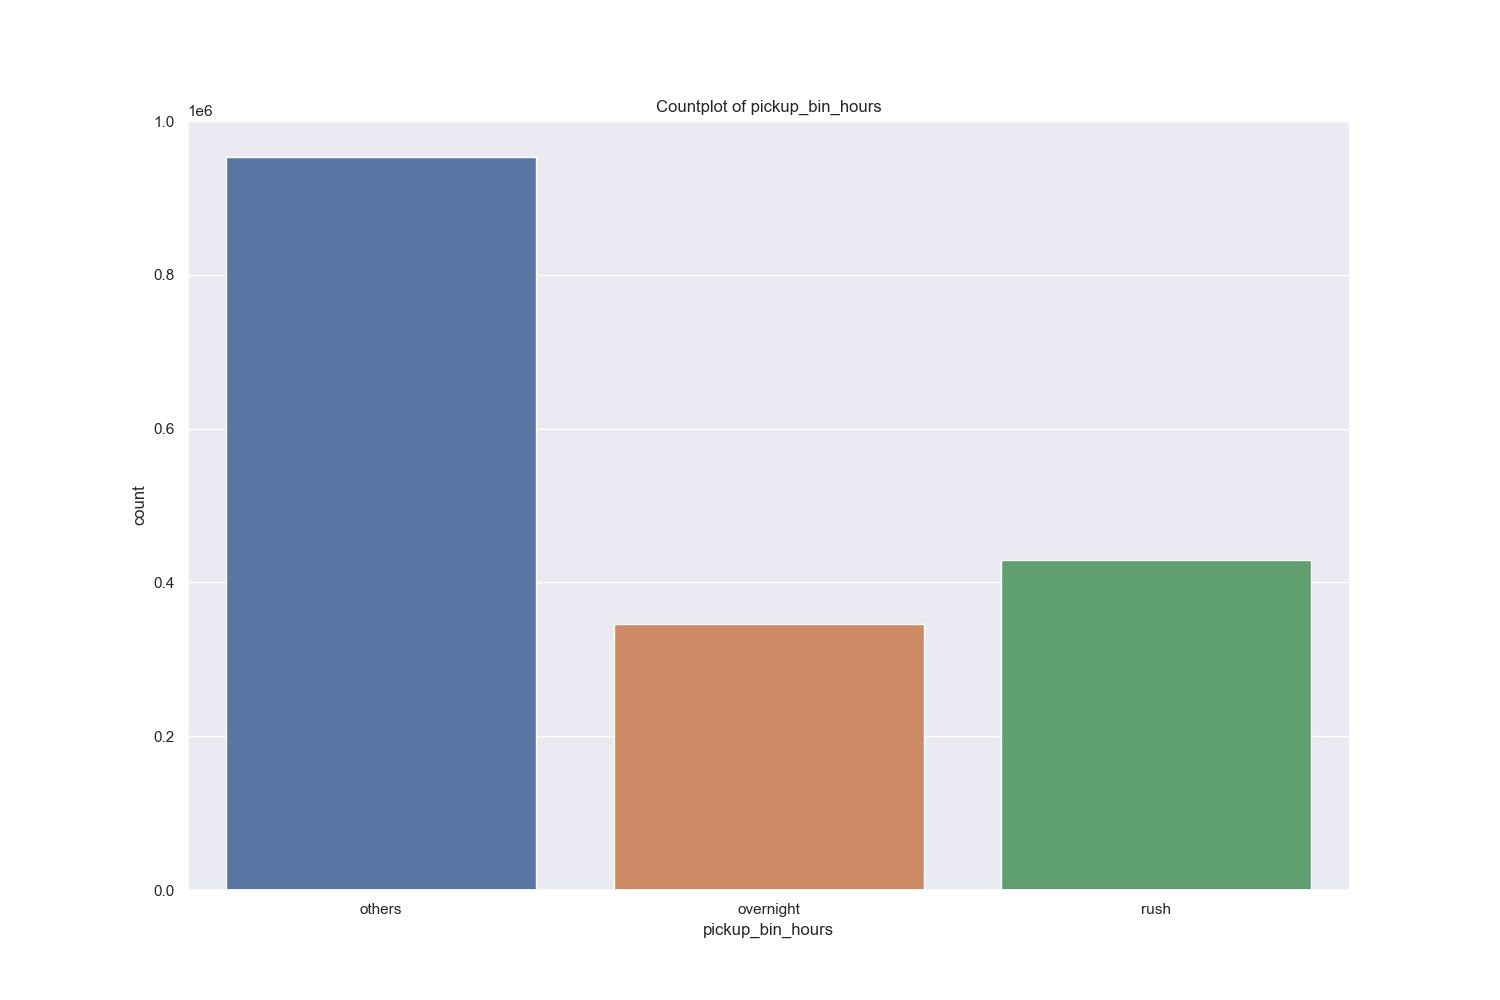 Countplot of pickup_bin_hours
1e6
1.0
0.8
0.6
0.4
0.2
0.0
count
others overnight rush
pickup_bin_hours